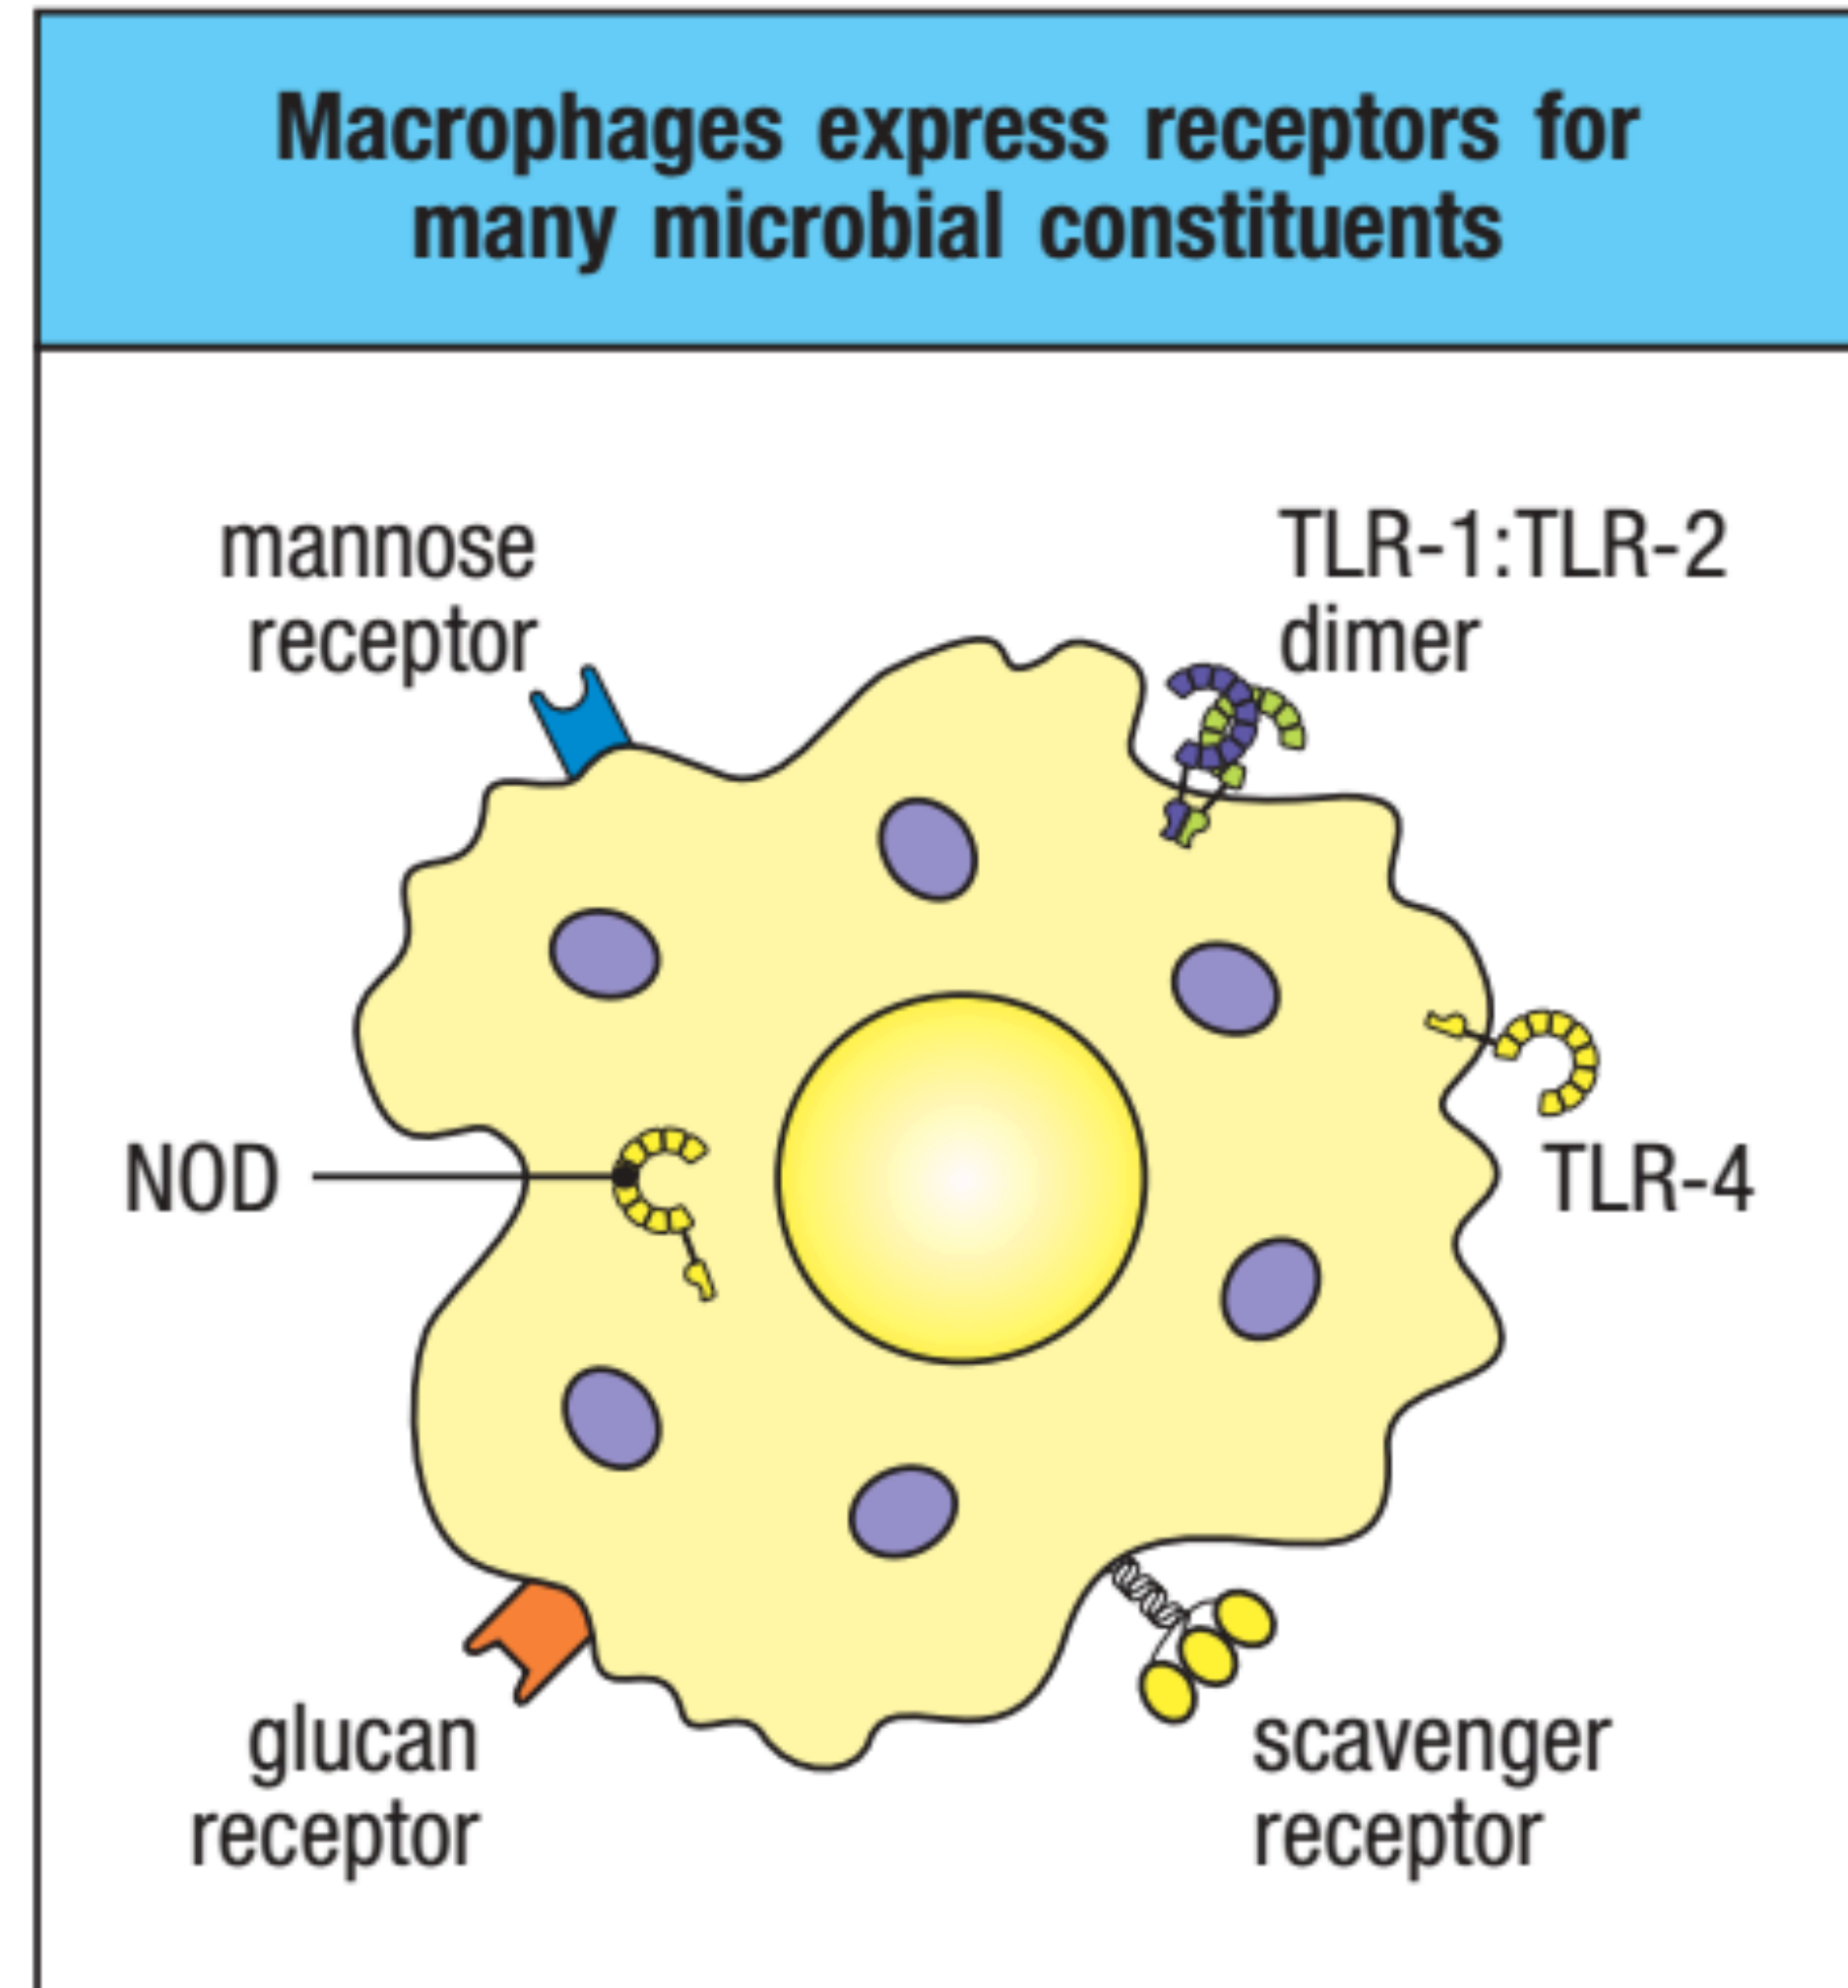 Macrophages express receptors for
many microbial constituents
mannose
receptor
TLR-1:TLR-2
dimer
NOD
TLR-4
glucan
receptor
scavenger
receptor